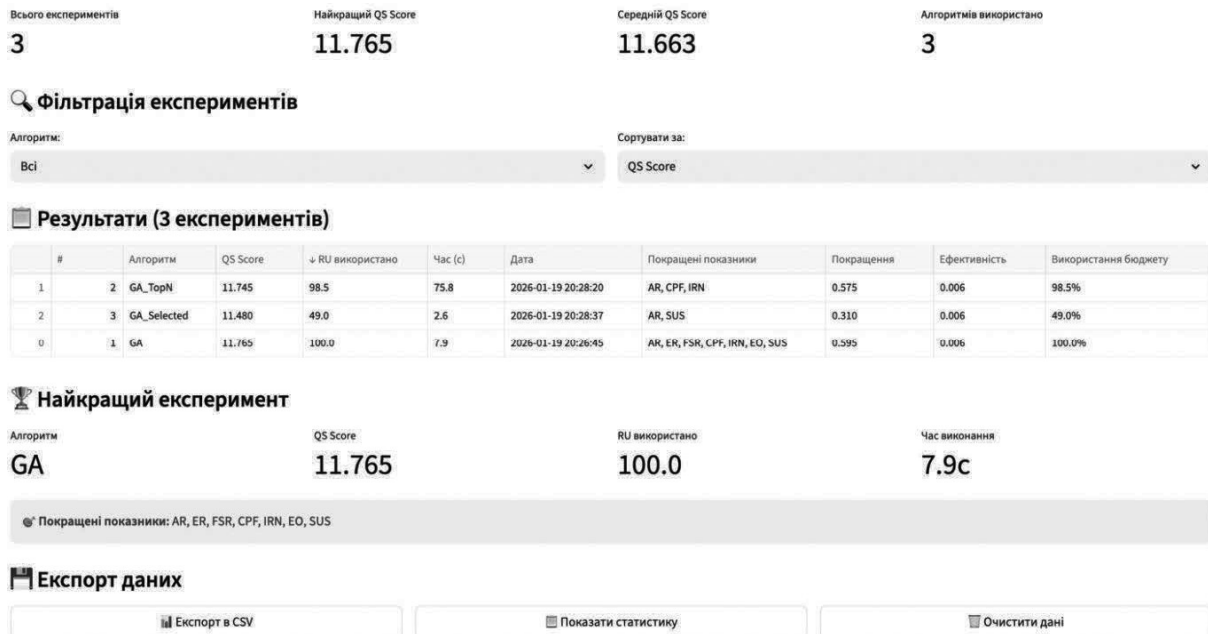 Всього експериментів Найкращий QS Score Середній QS Score Алгоритмів використано
3 11.765 11.663 3
Фільтрація експериментів
Алгоритм: Сортувати за:
Всі QS Score
Результати (3 експериментів)
# Алгоритм QS Score ↓ RU використано Час (с) Дата Покращені показники Покращення Ефективність Використання бюджету
1 2 GA_TopN 11.745 98.5 75.8 2026-01-19 20:28:20 AR, CPF, IRN 0.575 0.006 98.5%
2 3 GA_Selected 11.480 49.0 2.6 2026-01-19 20:28:37 AR, SUS 0.310 0.006 49.0%
0 1 GA 11.765 100.0 7.9 2026-01-19 20:26:45 AR, ER, FSR, CPF, IRN, EO, SUS 0.595 0.006 100.0%
Найкращий експеримент
Алгоритм QS Score RU використано Час виконання
GA 11.765 100.0 7.9с
Покращені показники: AR, ER, FSR, CPF, IRN, EO, SUS
Експорт даних
Експорт в CSV Показати статистику Очистити дані